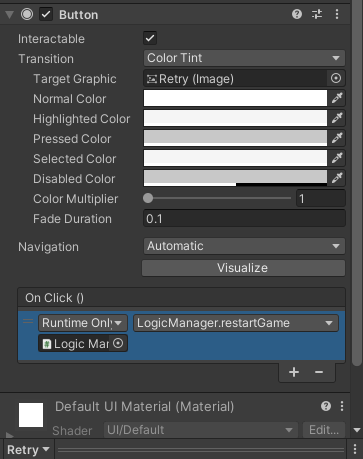 Button
Interactable
Transition Color Tint
Target Graphic Retry (Image)
Normal Color
Highlighted Color
Pressed Color
Selected Color
Disabled Color
Color Multiplier 1
Fade Duration 0.1
Navigation Automatic
Visualize
On Click ()
Runtime Only LogicManager.restartGame
Logic Mar
+ −
Default UI Material (Material)
Shader UI/Default Edit...
Retry